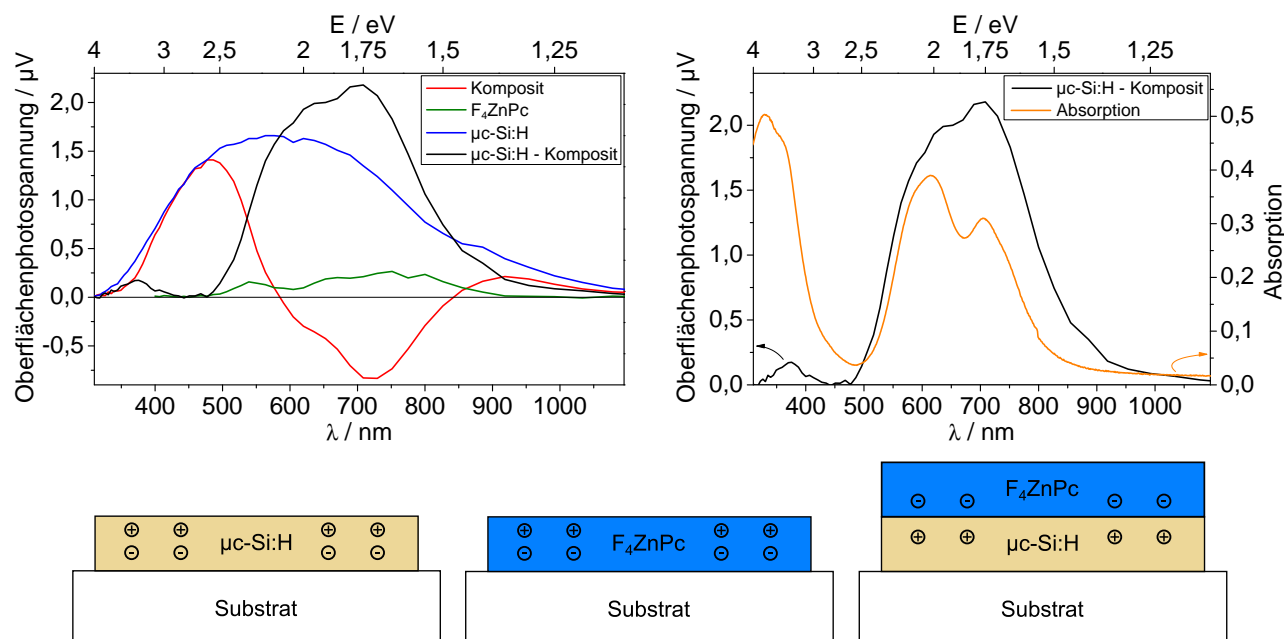 E / eV
4 3 2,5 2 1,75 1,5 1,25
Oberflächenphotospannung / µV
2,0
1,5
1,0
0,5
0,0
-0,5
Komposit
F₄ZnPc
µc-Si:H
µc-Si:H - Komposit
400 500 600 700 800 900 1000
λ / nm
E / eV
4 3 2,5 2 1,75 1,5 1,25
Oberflächenphotospannung / µV
2,0
1,5
1,0
0,5
0,0
µc-Si:H - Komposit
Absorption
0,5
0,4
0,3
0,2
0,1
0,0
Absorption
400 500 600 700 800 900 1000
λ / nm
µc-Si:H
Substrat
F₄ZnPc
Substrat
F₄ZnPc
µc-Si:H
Substrat